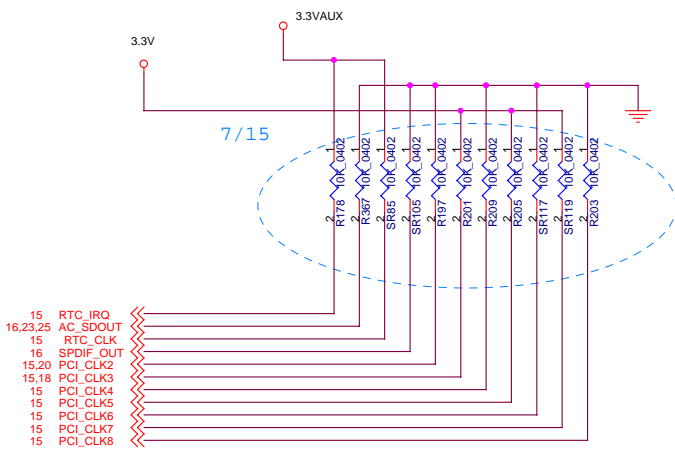 3.3VAUX
3.3V
7/15
1 10K_0402 2 R178
1 10K_0402 2 R367
1 10K_0402 2 SR85
1 10K_0402 2 SR105
1 10K_0402 2 R197
1 10K_0402 2 R201
1 10K_0402 2 R209
1 10K_0402 2 R205
1 10K_0402 2 SR117
1 10K_0402 2 SR119
1 10K_0402 2 R203
15 RTC_IRQ
16,23,25 AC_SDOUT
15 RTC_CLK
16 SPDIF_OUT
15,20 PCI_CLK2
15,18 PCI_CLK3
15 PCI_CLK4
15 PCI_CLK5
15 PCI_CLK6
15 PCI_CLK7
15 PCI_CLK8